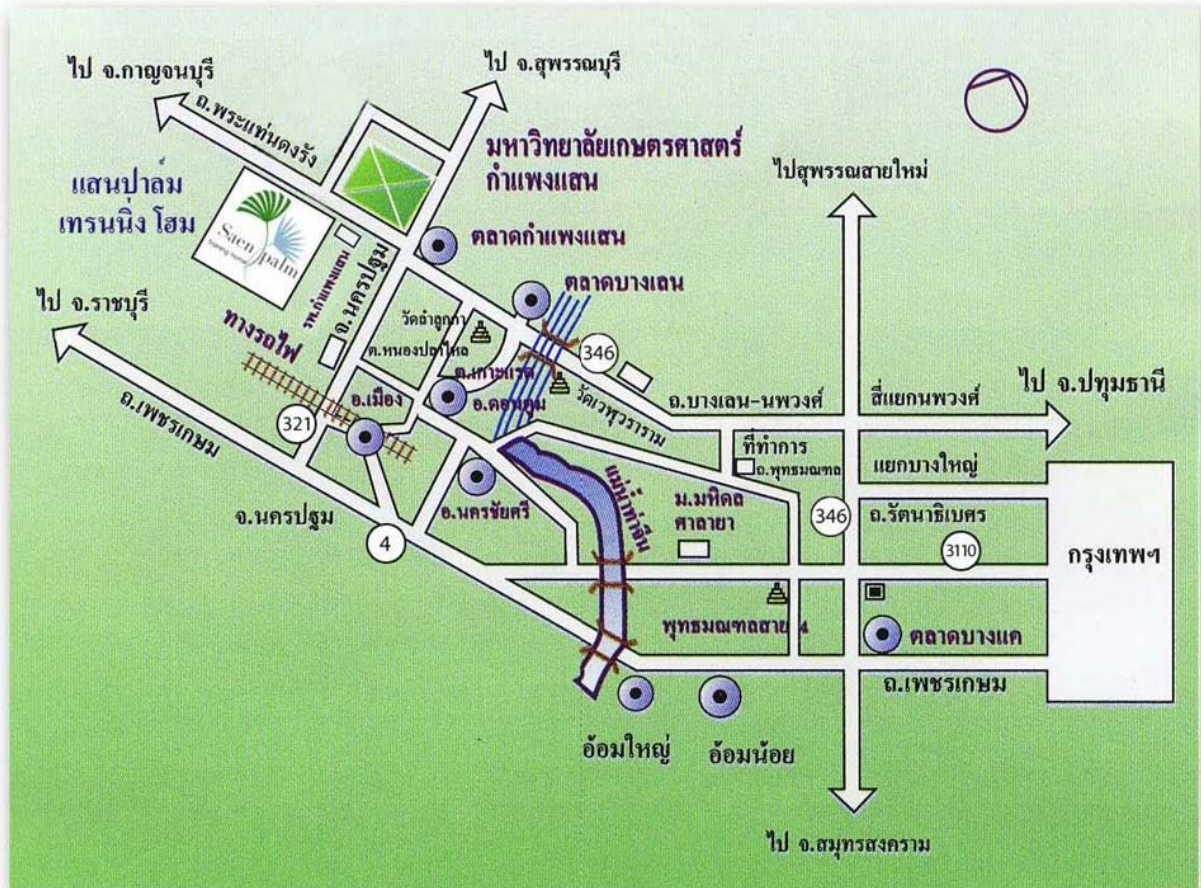 ไป จ.กาญจนบุรี
ไป จ.สุพรรณบุรี
ถ.พระแท่นดงรัง
มหาวิทยาลัยเกษตรศาสตร์
กำแพงแสน
ไปสุพรรณสายใหม่
แสนปาล์ม
เทรนนิ่ง โฮม
Saen palm
training home
รพ.กำแพงแสน
จ.นครปฐม
ตลาดกำแพงแสน
ตลาดบางเลน
ไป จ.ราชบุรี
ทางรถไฟ
วัดลำลูกกา
ต.หนองปลาไหล
346
ต.เกาะแรต
อ.ดอนตูม
วัดเวฬุวราราม
ถ.บางเลน-นพวงศ์
สี่แยกนพวงศ์
ไป จ.ปทุมธานี
ถ.เพชรเกษม
321
อ.เมือง
ที่ทำการ
ถ.พุทธมณฑล
แยกบางใหญ่
อ.นครชัยศรี
แม่น้ำท่าจีน
ม.มหิดล
ศาลายา
346
ถ.รัตนาธิเบศร
จ.นครปฐม
4
3110
กรุงเทพฯ
พุทธมณฑลสาย 4
ตลาดบางแค
ถ.เพชรเกษม
อ้อมใหญ่
อ้อมน้อย
ไป จ.สมุทรสงคราม